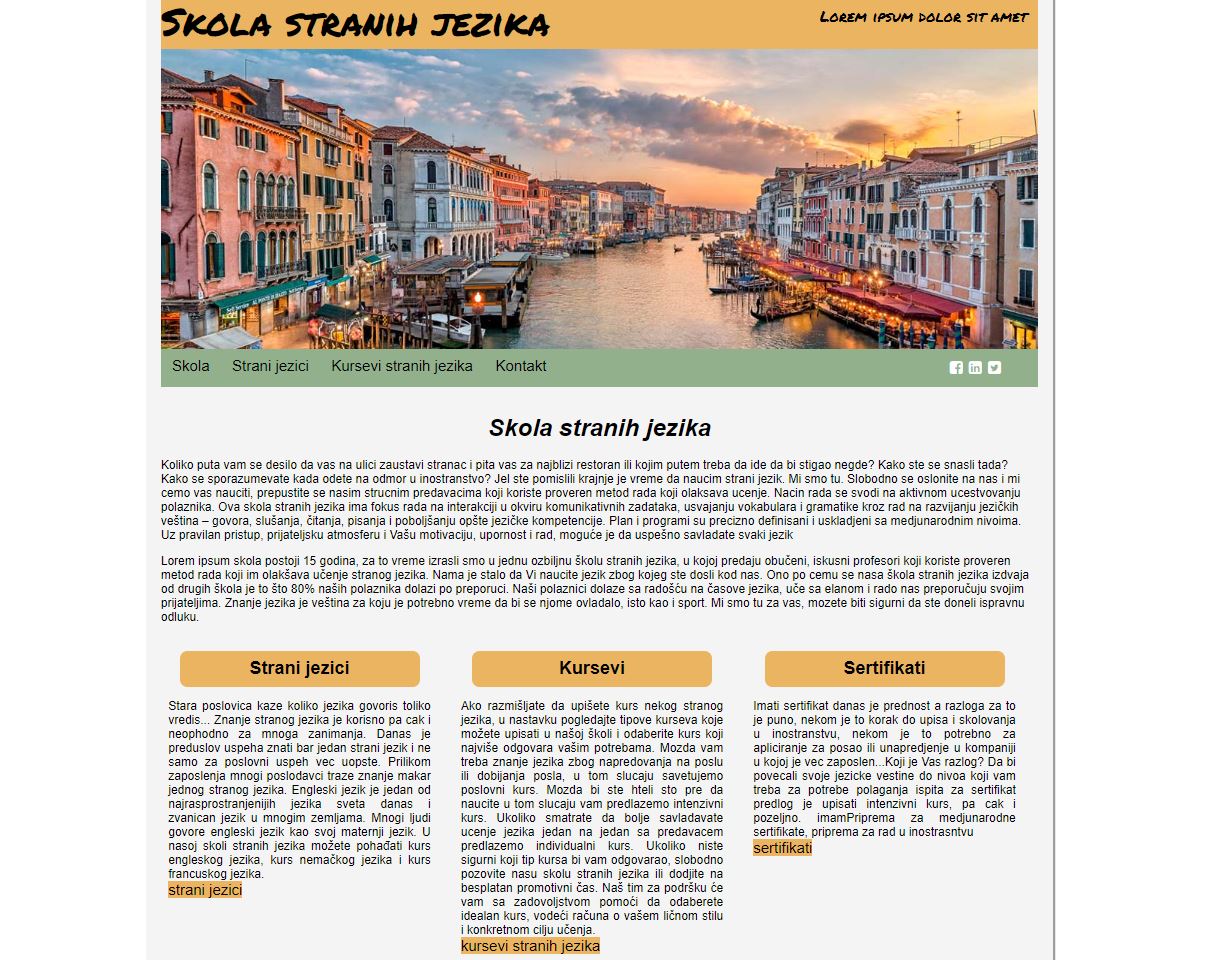 Skola stranih jezika
Lorem ipsum dolor sit amet
Skola Strani jezici Kursevi stranih jezika Kontakt
Skola stranih jezika
Koliko puta vam se desilo da vas na ulici zaustavi stranac i pita vas za najblizi restoran ili kojim putem treba da ide da bi stigao negde? Kako ste se snasli tada?
Kako se sporazumevate kada odete na odmor u inostranstvo? Jel ste pomislili krajnje je vreme da naucim strani jezik. Mi smo tu. Slobodno se oslonite na nas i mi
cemo vas nauciti, prepustite se nasim strucnim predavacima koji koriste proveren metod rada koji olaksava ucenje. Nacin rada se svodi na aktivnom ucestvovanju
polaznika. Ova skola stranih jezika ima fokus rada na interakciji u okviru komunikativnih zadataka, usvajanju vokabulara i gramatike kroz rad na razvijanju jezičkih
veština – govora, slušanja, čitanja, pisanja i poboljšanju opšte jezičke kompetencije. Plan i programi su precizno definisani i uskladjeni sa medjunarodnim nivoima.
Uz pravilan pristup, prijateljsku atmosferu i Vašu motivaciju, upornost i rad, moguće je da uspešno savladate svaki jezik
Lorem ipsum skola postoji 15 godina, za to vreme izrasli smo u jednu ozbiljnu školu stranih jezika, u kojoj predaju obučeni, iskusni profesori koji koriste proveren
metod rada koji im olakšava učenje stranog jezika. Nama je stalo da Vi naucite jezik zbog kojeg ste dosli kod nas. Ono po cemu se nasa škola stranih jezika izdvaja
od drugih škola je to što 80% naših polaznika dolazi po preporuci. Naši polaznici dolaze sa radošću na časove jezika, uče sa elanom i rado nas preporučuju svojim
prijateljima. Znanje jezika je veština za koju je potrebno vreme da bi se njome ovladalo, isto kao i sport. Mi smo tu za vas, mozete biti sigurni da ste doneli ispravnu
odluku.
Strani jezici
Stara poslovica kaze koliko jezika govoris toliko
vredis... Znanje stranog jezika je korisno pa cak i
neophodno za mnoga zanimanja. Danas je
preduslov uspeha znati bar jedan strani jezik i ne
samo za poslovni uspeh vec uopste. Prilikom
zaposlenja mnogi poslodavci traze znanje makar
jednog stranog jezika. Engleski jezik je jedan od
najrasprostranjenijih jezika sveta danas i
zvanican jezik u mnogim zemljama. Mnogi ljudi
govore engleski jezik kao svoj maternji jezik. U
nasoj skoli stranih jezika možete pohađati kurs
engleskog jezika, kurs nemačkog jezika i kurs
francuskog jezika.
strani jezici
Kursevi
Ako razmišljate da upišete kurs nekog stranog
jezika, u nastavku pogledajte tipove kurseva koje
možete upisati u našoj školi i odaberite kurs koji
najviše odgovara vašim potrebama. Mozda vam
treba znanje jezika zbog napredovanja na poslu
ili dobijanja posla, u tom slucaju savetujemo
poslovni kurs. Mozda bi ste hteli sto pre da
naucite u tom slucaju vam predlazemo intenzivni
kurs. Ukoliko smatrate da bolje savladavate
ucenje jezika jedan na jedan sa predavacem
predlazemo individualni kurs. Ukoliko niste
sigurni koji tip kursa bi vam odgovarao, slobodno
pozovite nasu skolu stranih jezika ili dodjite na
besplatan promotivni čas. Naš tim za podršku će
vam sa zadovoljstvom pomoći da odaberete
idealan kurs, vodeći računa o vašem ličnom stilu
i konkretnom cilju učenja.
kursevi stranih jezika
Sertifikati
Imati sertifikat danas je prednost a razloga za to
je puno, nekom je to korak do upisa i skolovanja
u inostranstvu, nekom je to potrebno za
apliciranje za posao ili unapredjenje u kompaniji
u kojoj je vec zaposlen...Koji je Vas razlog? Da bi
povecali svoje jezicke vestine do nivoa koji vam
treba za potrebe polaganja ispita za sertifikat
predlog je upisati intenzivni kurs, pa cak i
pozeljno. imamPriprema za medjunarodne
sertifikate, priprema za rad u inostrasntvu
sertifikati